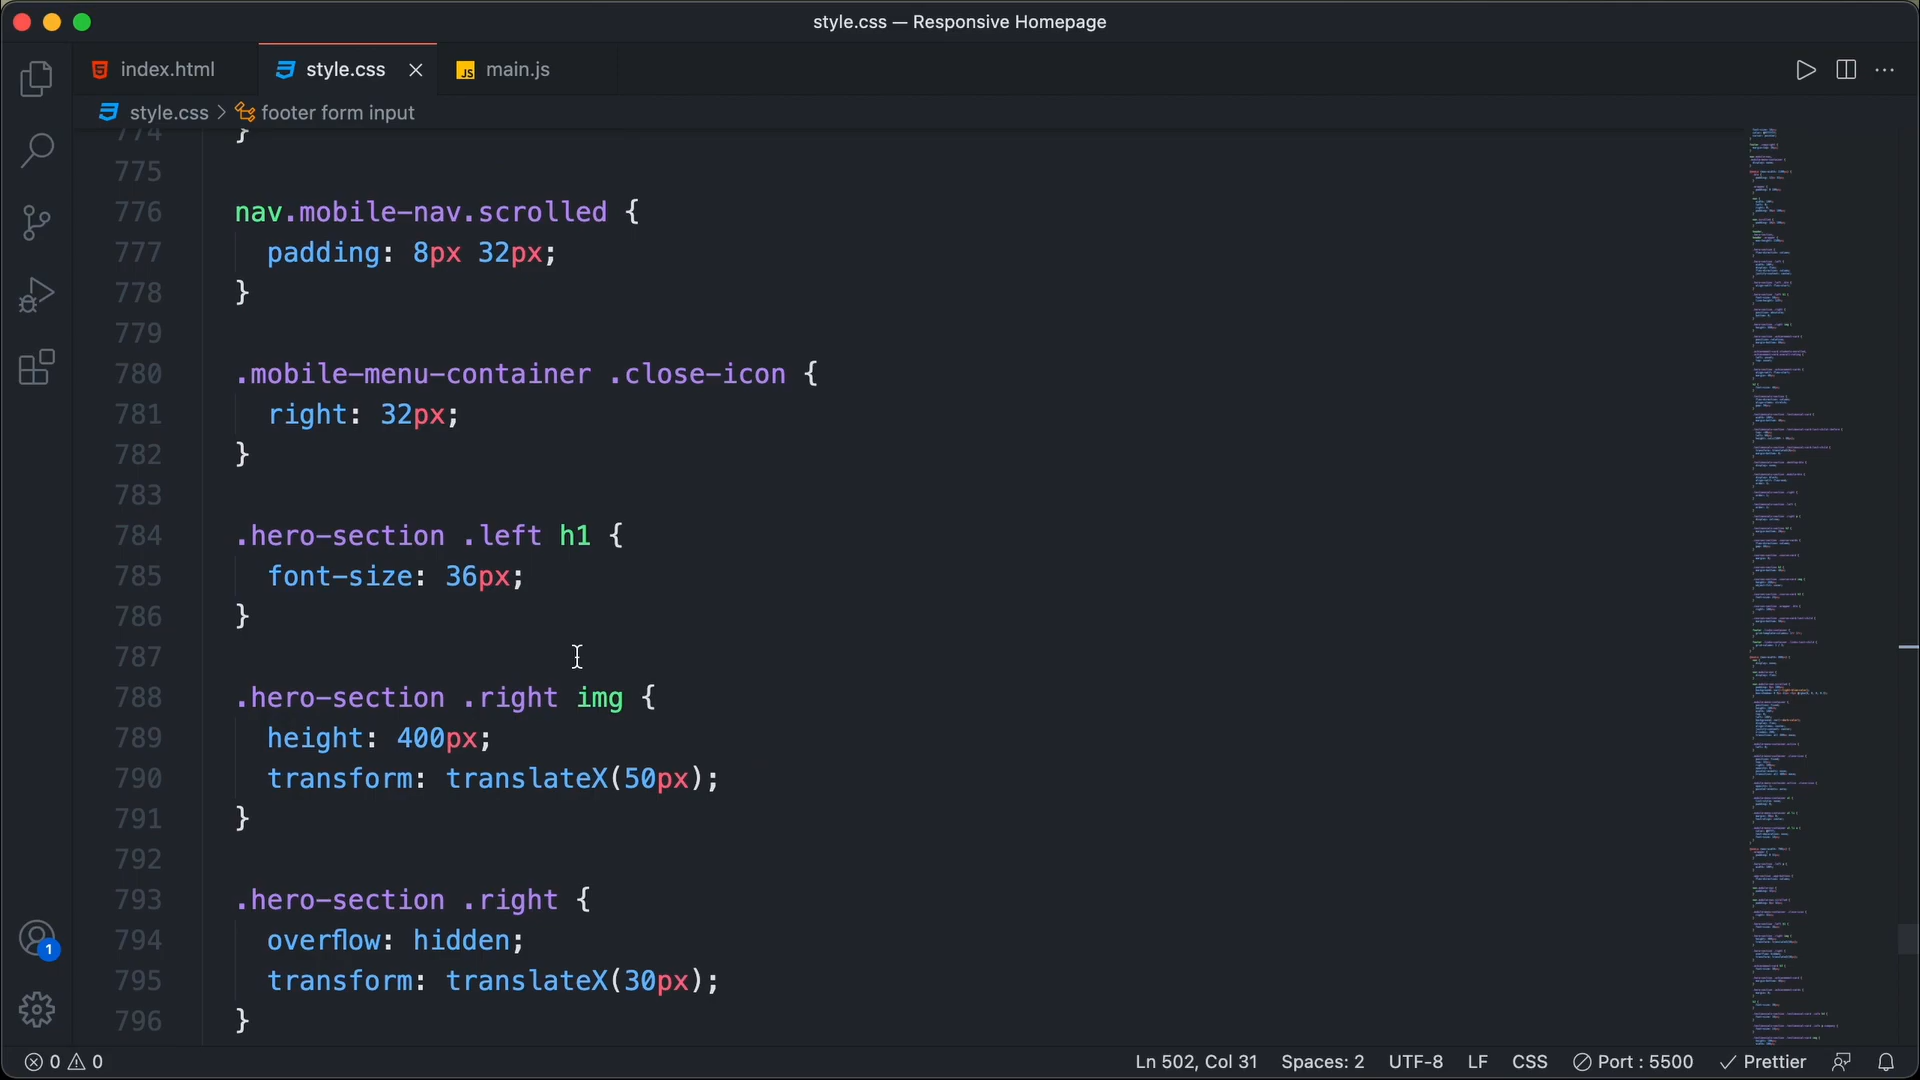 style.css — Responsive Homepage
index.html
style.css
JS main.js
style.css > footer form input
774 }
775
776 nav.mobile-nav.scrolled {
777 padding: 8px 32px;
778 }
779
780 .mobile-menu-container .close-icon {
781 right: 32px;
782 }
783
784 .hero-section .left h1 {
785 font-size: 36px;
786 }
787
788 .hero-section .right img {
789 height: 400px;
790 transform: translateX(50px);
791 }
792
793 .hero-section .right {
794 overflow: hidden;
795 transform: translateX(30px);
796 }
1
0 0 Ln 502, Col 31 Spaces: 2 UTF-8 LF CSS Port : 5500 Prettier